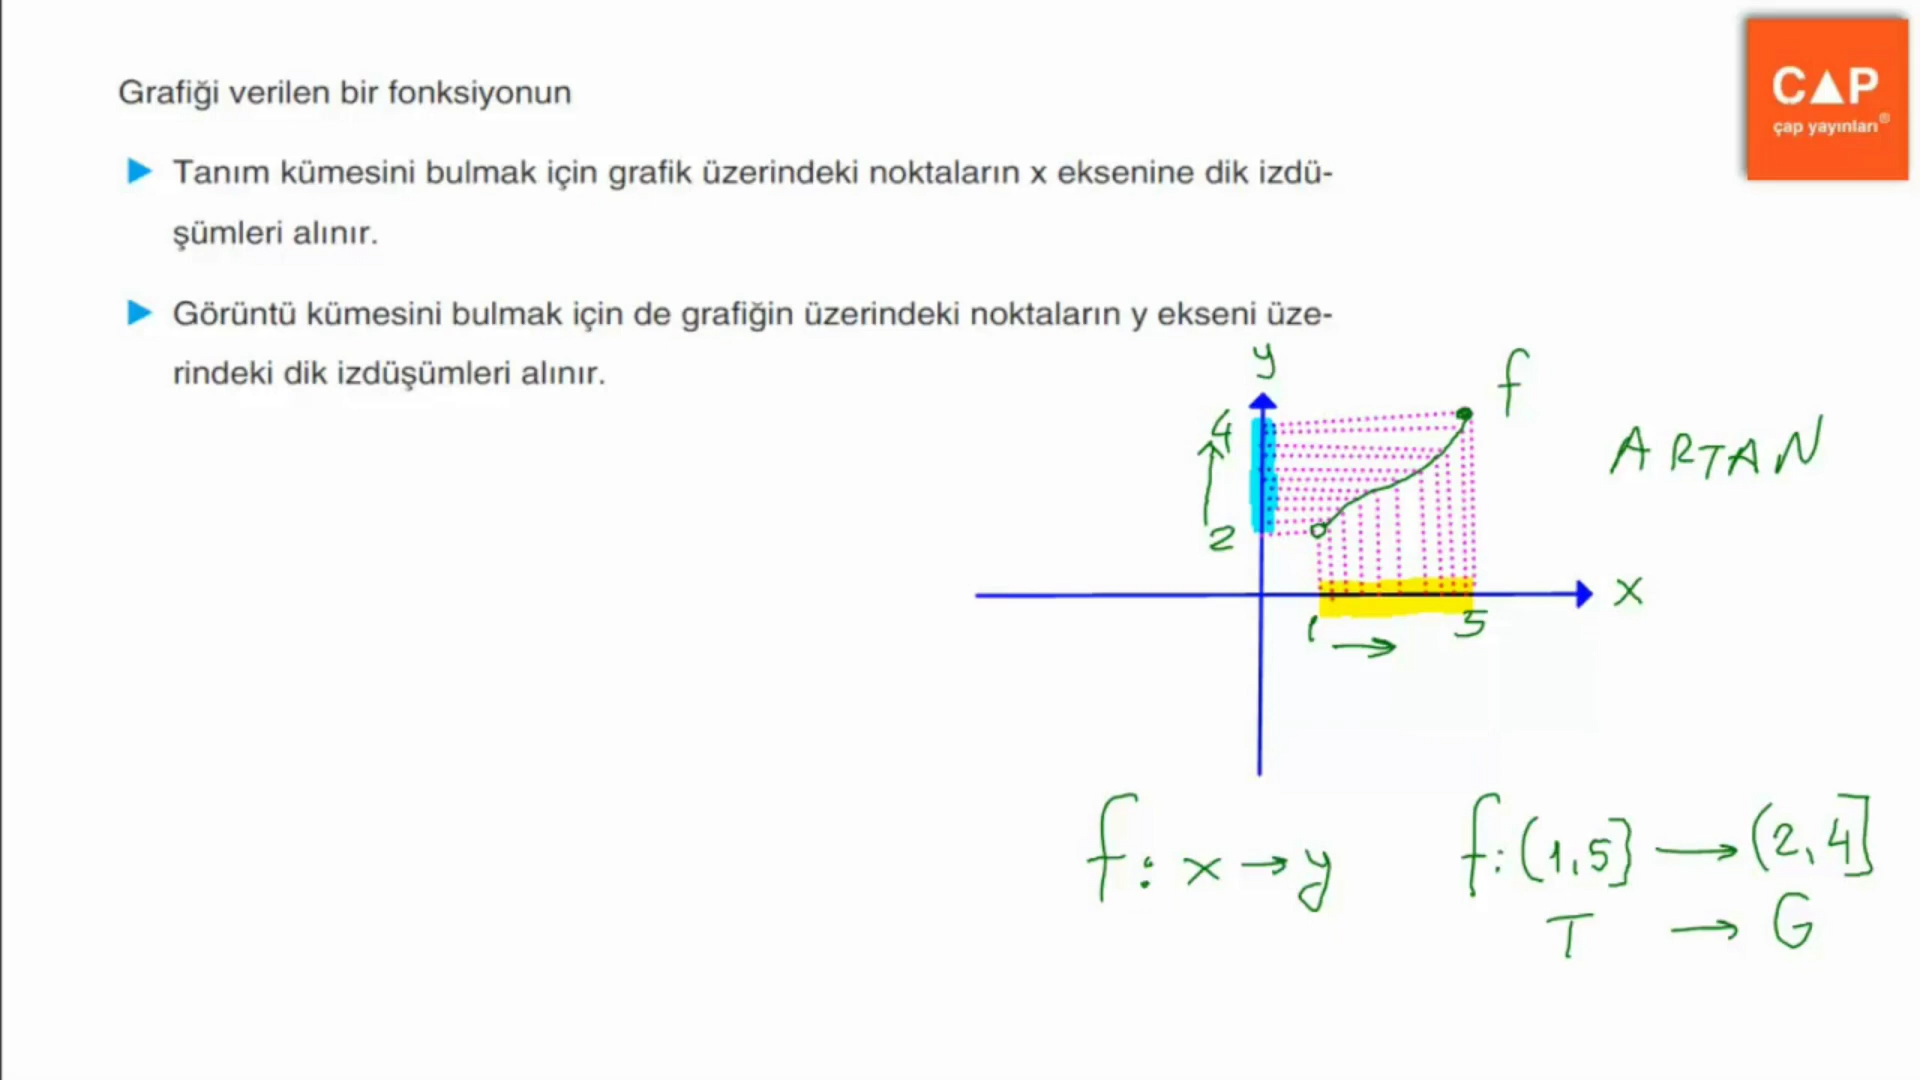 CAP
çap yayınları®
Grafiği verilen bir fonksiyonun
Tanım kümesini bulmak için grafik üzerindeki noktaların x eksenine dik izdü-
şümleri alınır.
Görüntü kümesini bulmak için de grafiğin üzerindeki noktaların y ekseni üze-
rindeki dik izdüşümleri alınır.
y
f
4
ARTAN
2
x
1 → 5
f: x → y
f: (1,5] → (2,4]
T → G